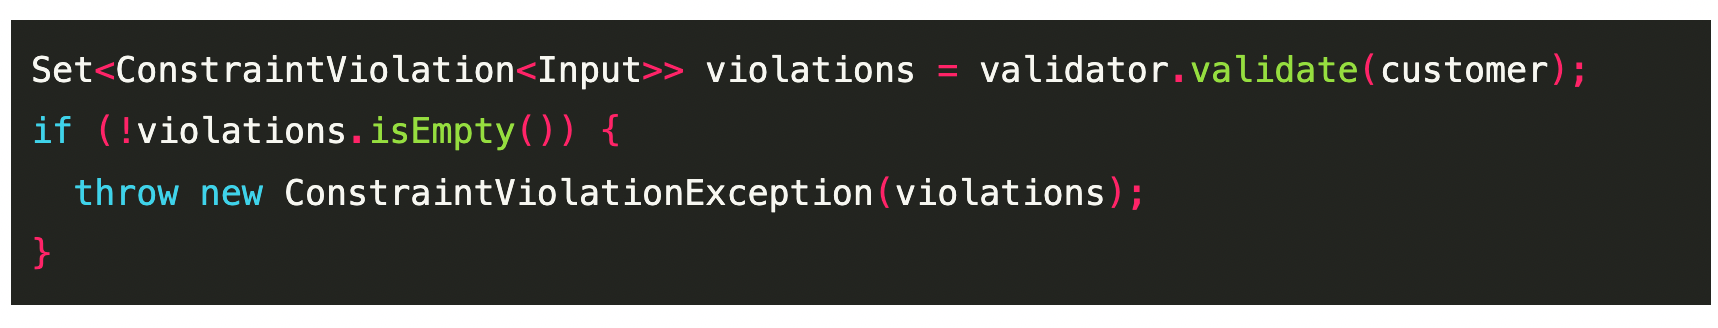 Set<ConstraintViolation<Input>> violations = validator.validate(customer);
if (!violations.isEmpty()) {
  throw new ConstraintViolationException(violations);
}